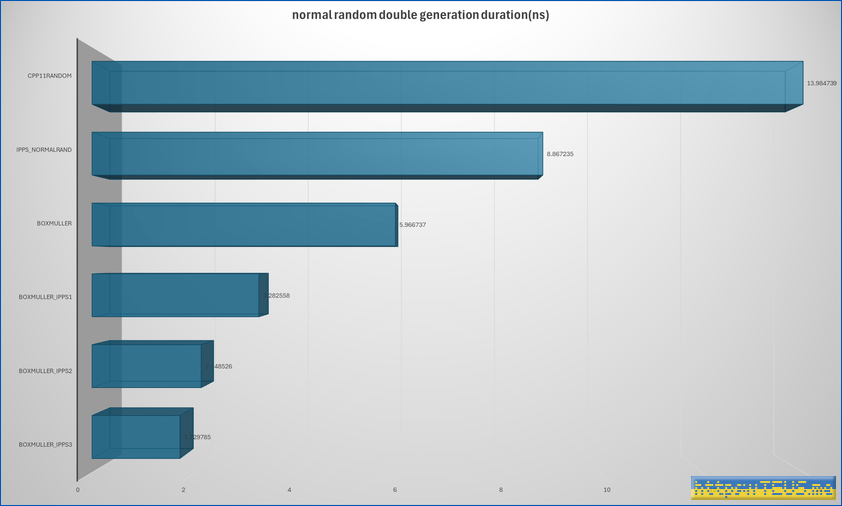 normal random double generation duration(ns)
CPP11RANDOM
13.984739
IPPS_NORMALRAND
8.867235
BOXMULLER
5.966737
BOXMULLER_IPPS1
BOXMULLER_IPPS2
BOXMULLER_IPPS3
0 2 4 6 8 10